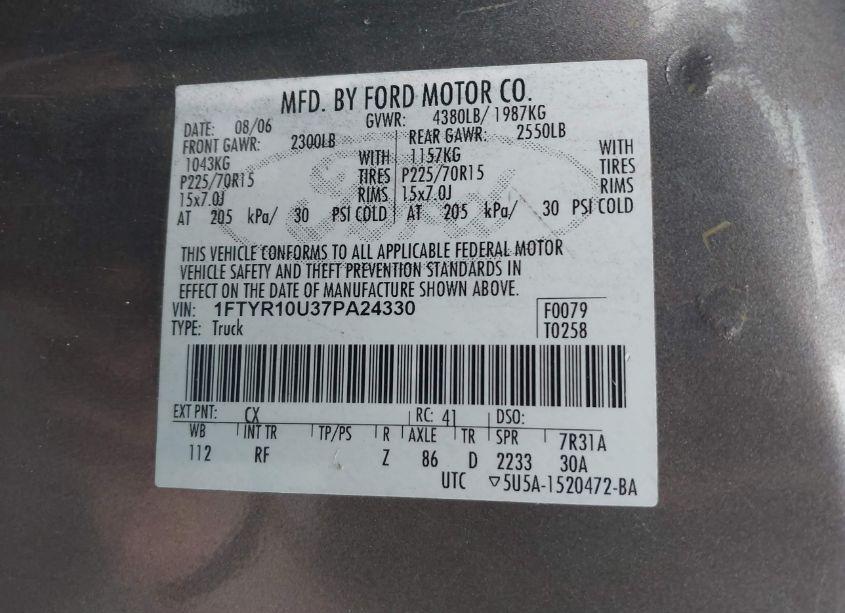 MFD. BY FORD MOTOR CO.
DATE: 08/06 GVWR: 4380LB/ 1987KG
FRONT GAWR: 2300LB REAR GAWR: 2550LB
1043KG WITH 1157KG WITH
P225/70R15 TIRES P225/70R15 TIRES
15x7.0J RIMS 15x7.0J RIMS
AT 205 kPa/ 30 PSI COLD AT 205 kPa/ 30 PSI COLD
Ford
THIS VEHICLE CONFORMS TO ALL APPLICABLE FEDERAL MOTOR
VEHICLE SAFETY AND THEFT PREVENTION STANDARDS IN
EFFECT ON THE DATE OF MANUFACTURE SHOWN ABOVE.
VIN: 1FTYR10U37PA24330 F0079
TYPE: Truck T0258
EXT PNT: CX RC: 41 DSO:
WB INT TR TP/PS R AXLE TR SPR 7R31A
112 RF Z 86 D 2233 30A
UTC ▽5U5A-1520472-BA